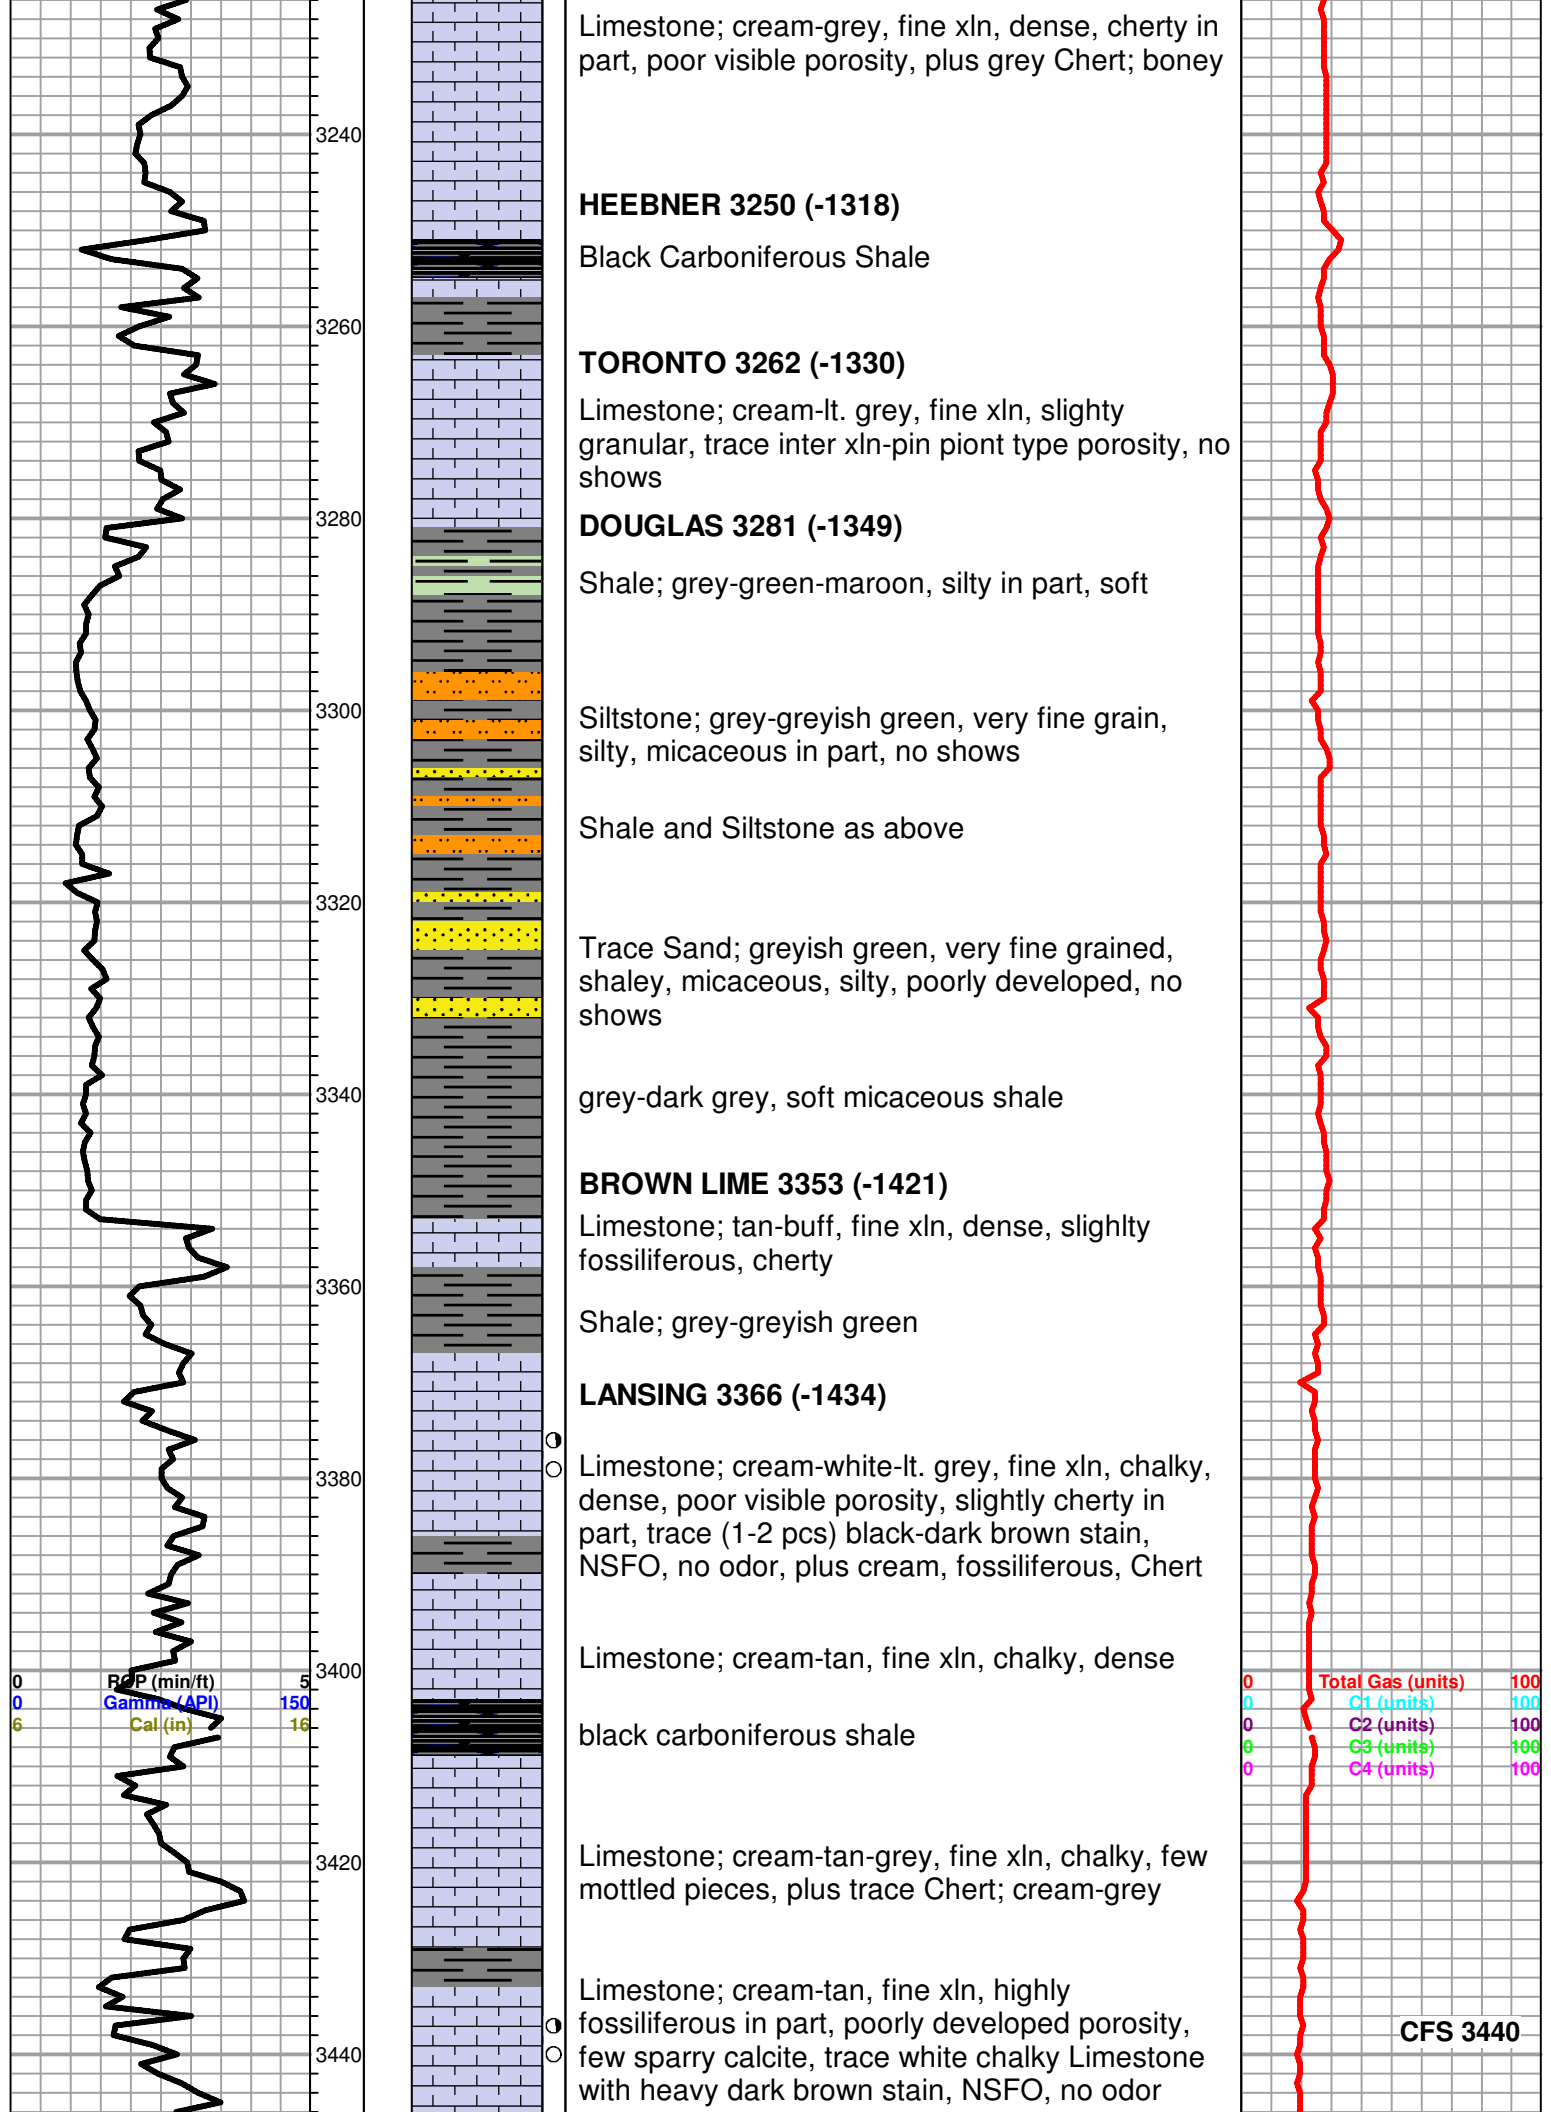 Limestone; cream-grey, fine xln, dense, cherty in
part, poor visible porosity, plus grey Chert; boney
3240
HEEBNER 3250 (-1318)
Black Carboniferous Shale
3260
TORONTO 3262 (-1330)
Limestone; cream-lt. grey, fine xln, slighty
granular, trace inter xln-pin piont type porosity, no
shows
3280
DOUGLAS 3281 (-1349)
Shale; grey-green-maroon, silty in part, soft
3300
Siltstone; grey-greyish green, very fine grain,
silty, micaceous in part, no shows
Shale and Siltstone as above
3320
Trace Sand; greyish green, very fine grained,
shaley, micaceous, silty, poorly developed, no
shows
3340
grey-dark grey, soft micaceous shale
BROWN LIME 3353 (-1421)
Limestone; tan-buff, fine xln, dense, slighlty
fossiliferous, cherty
3360
Shale; grey-greyish green
LANSING 3366 (-1434)
3380
Limestone; cream-white-lt. grey, fine xln, chalky,
dense, poor visible porosity, slightly cherty in
part, trace (1-2 pcs) black-dark brown stain,
NSFO, no odor, plus cream, fossiliferous, Chert
Limestone; cream-tan, fine xln, chalky, dense
3400
0 ROP (min/ft) 5
0 Gamma (API) 150
6 Cal (in) 16
0 Total Gas (units) 100
0 C1 (units) 100
0 C2 (units) 100
0 C3 (units) 100
0 C4 (units) 100
black carboniferous shale
3420
Limestone; cream-tan-grey, fine xln, chalky, few
mottled pieces, plus trace Chert; cream-grey
Limestone; cream-tan, fine xln, highly
fossiliferous in part, poorly developed porosity,
few sparry calcite, trace white chalky Limestone
with heavy dark brown stain, NSFO, no odor
CFS 3440
3440